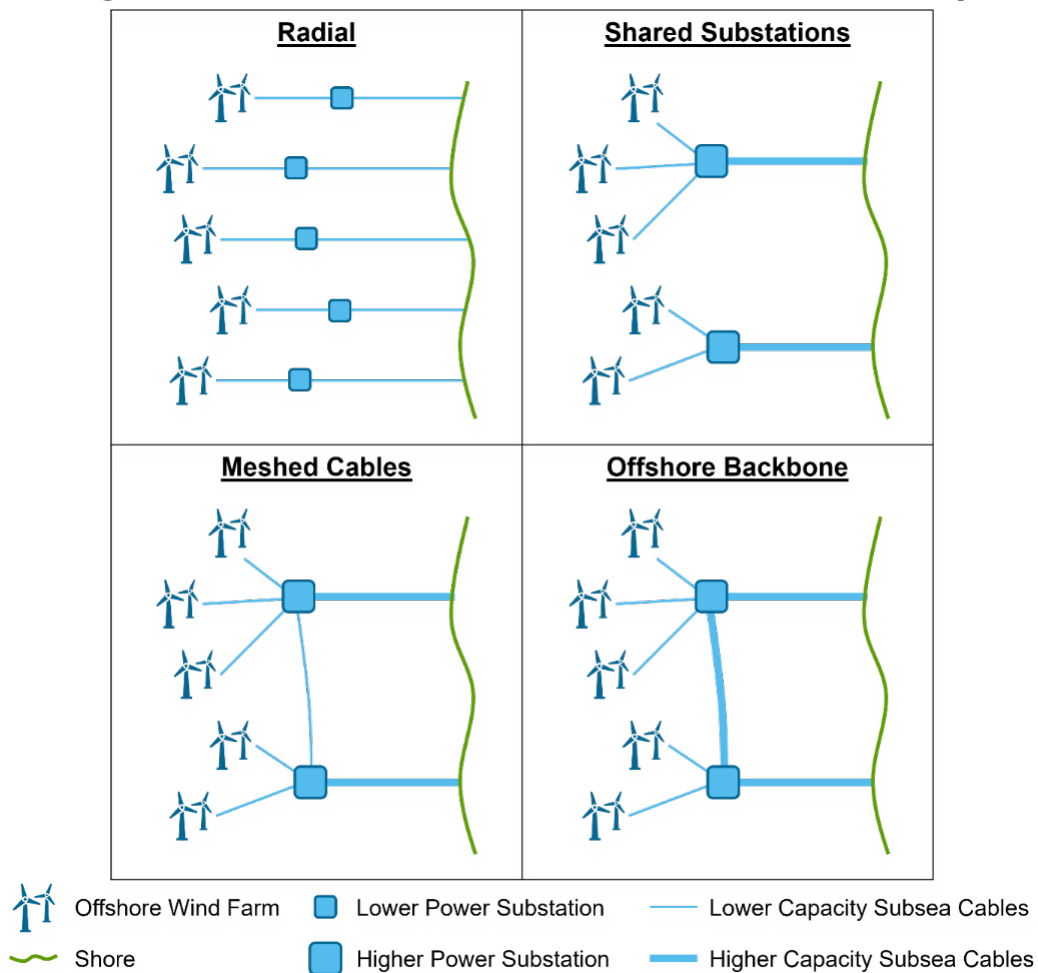 Radial
Shared Substations
Meshed Cables
Offshore Backbone
Offshore Wind Farm
Lower Power Substation
Lower Capacity Subsea Cables
Shore
Higher Power Substation
Higher Capacity Subsea Cables